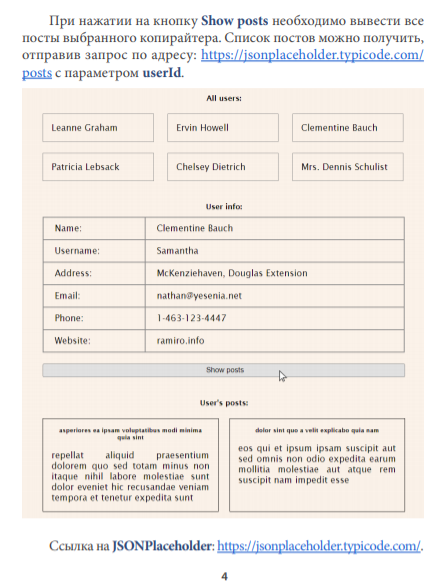 При нажатии на кнопку Show posts необходимо вывести все
посты выбранного копирайтера. Список постов можно получить,
отправив запрос по адресу: https://jsonplaceholder.typicode.com/
posts с параметром userId.
All users:
Leanne Graham
Ervin Howell
Clementine Bauch
Patricia Lebsack
Chelsey Dietrich
Mrs. Dennis Schulist
User info:
Name: Clementine Bauch
Username: Samantha
Address: McKenziehaven, Douglas Extension
Email: nathan@yesenia.net
Phone: 1-463-123-4447
Website: ramiro.info
Show posts
User's posts:
asperiores ea ipsam voluptatibus modi minima
quia sint
repellat aliquid praesentium
dolorem quo sed totam minus non
itaque nihil labore molestiae sunt
dolor eveniet hic recusandae veniam
tempora et tenetur expedita sunt
dolor sint quo a velit explicabo quia nam
eos qui et ipsum ipsam suscipit aut
sed omnis non odio expedita earum
mollitia molestiae aut atque rem
suscipit nam impedit esse
Ссылка на JSONPlaceholder: https://jsonplaceholder.typicode.com/.
4